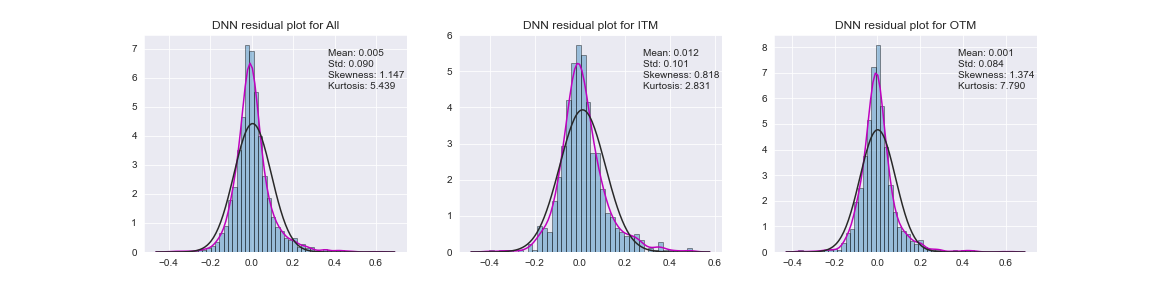 DNN residual plot for All
Mean: 0.005
Std: 0.090
Skewness: 1.147
Kurtosis: 5.439
7
6
5
4
3
2
1
0
−0.4 −0.2 0.0 0.2 0.4 0.6
DNN residual plot for ITM
Mean: 0.012
Std: 0.101
Skewness: 0.818
Kurtosis: 2.831
6
5
4
3
2
1
0
−0.4 −0.2 0.0 0.2 0.4 0.6
DNN residual plot for OTM
Mean: 0.001
Std: 0.084
Skewness: 1.374
Kurtosis: 7.790
8
7
6
5
4
3
2
1
0
−0.4 −0.2 0.0 0.2 0.4 0.6